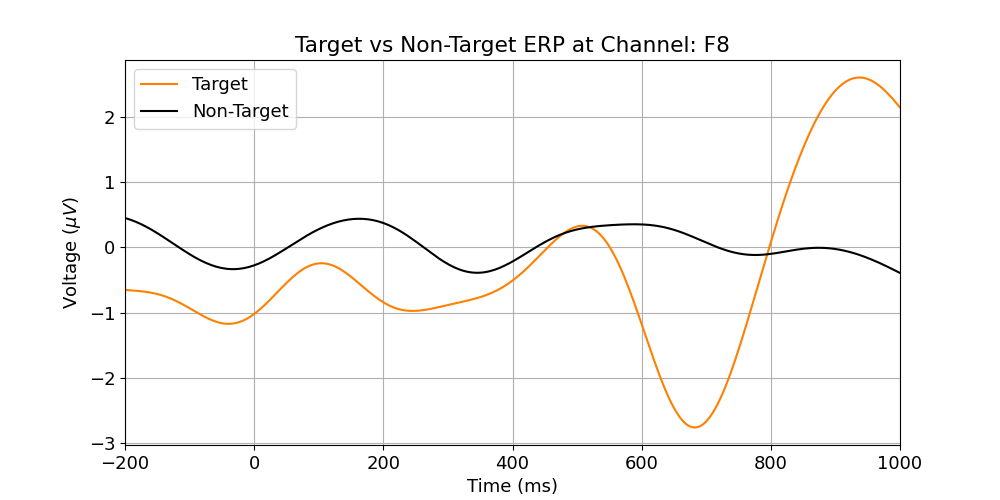 Target vs Non-Target ERP at Channel: F8
Target
Non-Target
Voltage (μV)
2
1
0
−1
−2
−3
−200
0
200
400
600
800
1000
Time (ms)